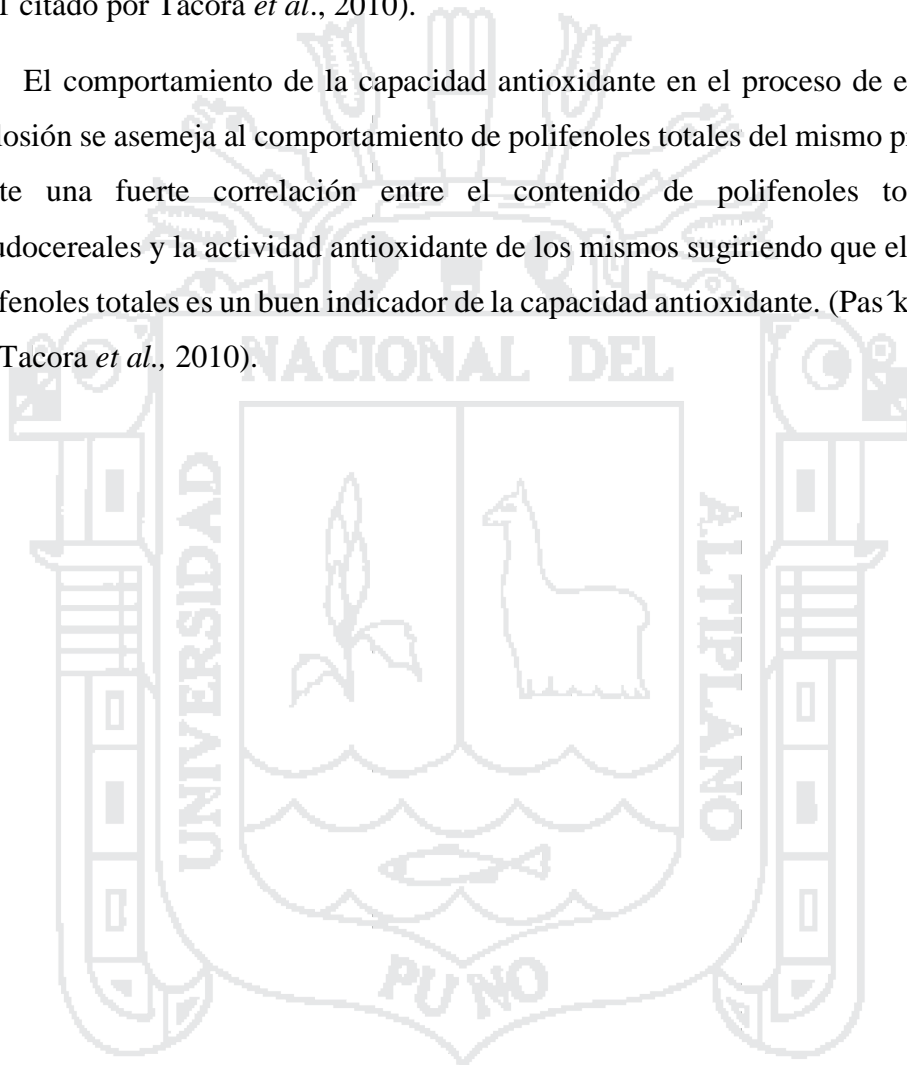 1 citado por Tacora et al., 2010).
El comportamiento de la capacidad antioxidante en el proceso de e
losión se asemeja al comportamiento de polifenoles totales del mismo p
te una fuerte correlación entre el contenido de polifenoles to
udocereales y la actividad antioxidante de los mismos sugiriendo que el
fenoles totales es un buen indicador de la capacidad antioxidante. (Pas´k
Tacora et al., 2010).
NACIONAL DEL
UNIVERSIDAD
ALTIPLANO
PUNO